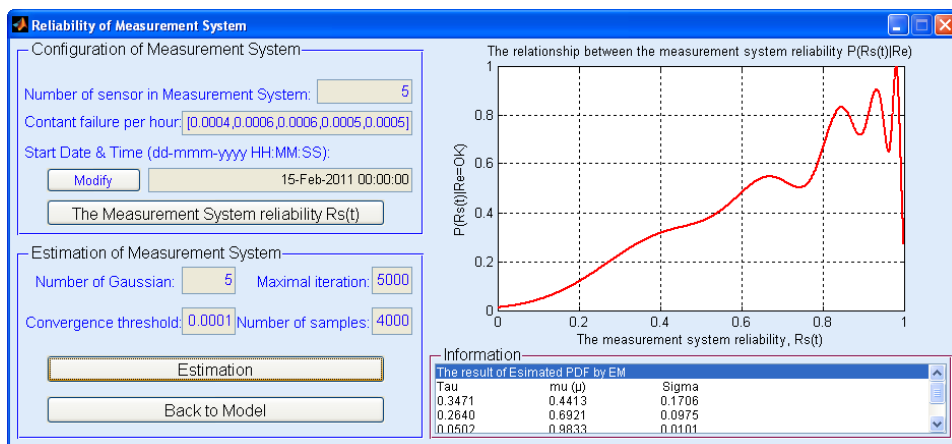 Reliability of Measurement System
Configuration of Measurement System
Number of sensor in Measurement System: 5
Contant failure per hour: [0.0004,0.0006,0.0006,0.0005,0.0005]
Start Date & Time (dd-mmm-yyyy HH:MM:SS):
Modify 15-Feb-2011 00:00:00
The Measurement System reliability Rs(t)
Estimation of Measurement System
Number of Gaussian: 5 Maximal iteration: 5000
Convergence threshold: 0.0001 Number of samples: 4000
Estimation
Back to Model
The relationship between the measurement system reliability P(Rs(t)|Re)
P(Rs(t)|Re=OK)
1
0.8
0.6
0.4
0.2
0
0 0.2 0.4 0.6 0.8 1
The measurement system reliability, Rs(t)
Information
The result of Esimated PDF by EM
Tau mu (µ) Sigma
0.3471 0.4413 0.1706
0.2640 0.6921 0.0975
0.0502 0.9833 0.0101